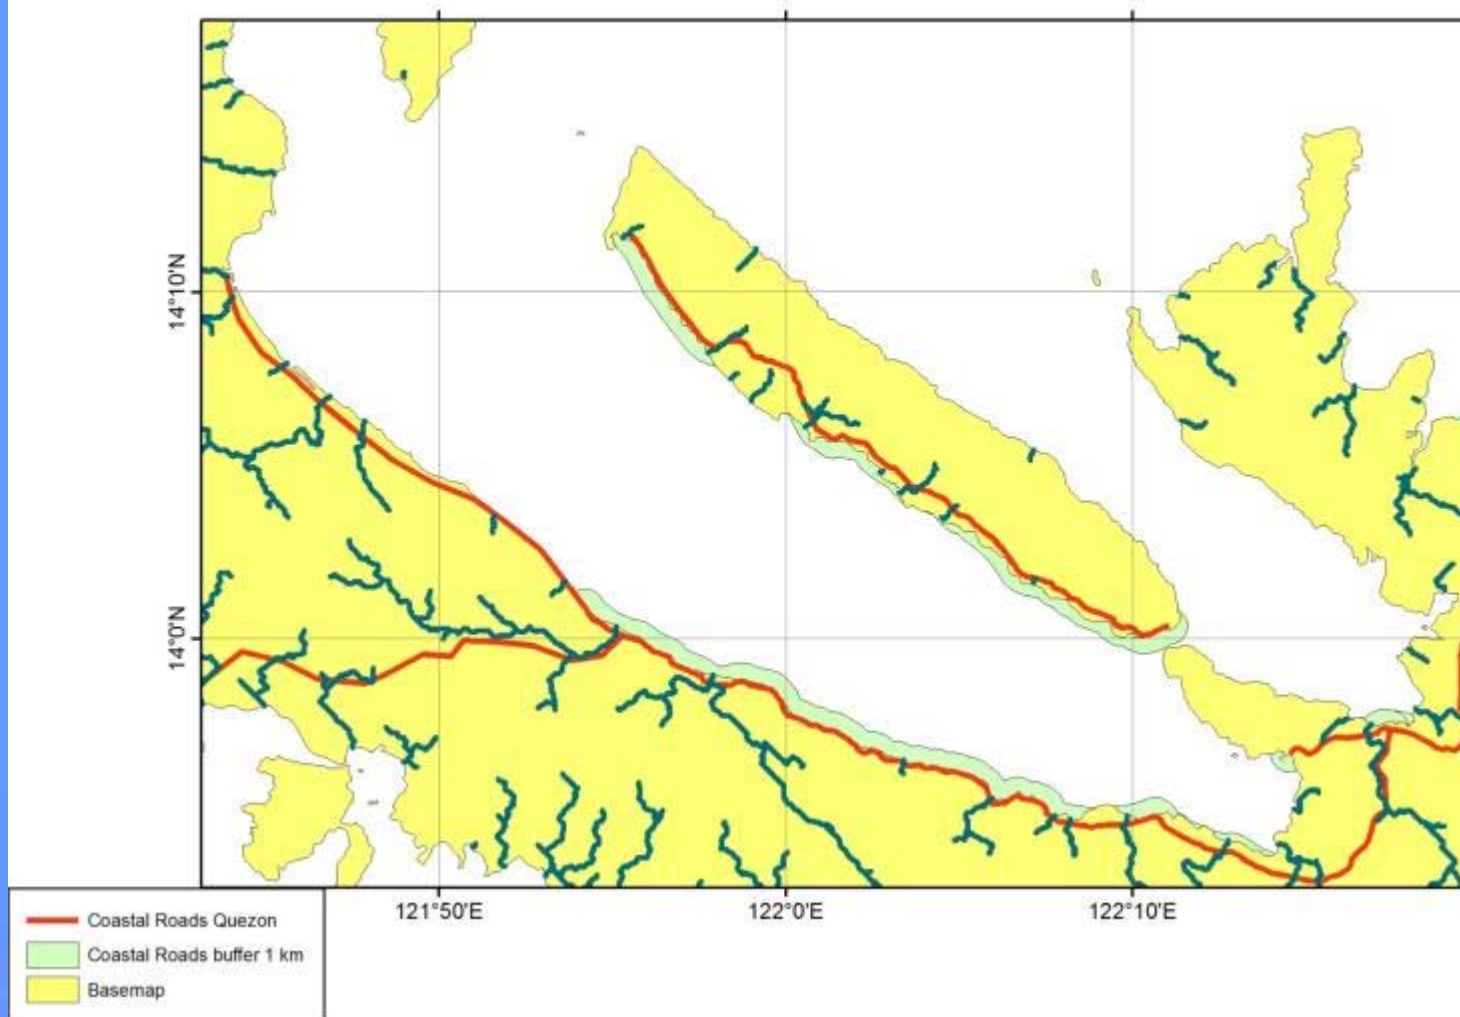 14°10'N
14°0'N
121°50'E
122°0'E
122°10'E
Coastal Roads Quezon
Coastal Roads buffer 1 km
Basemap